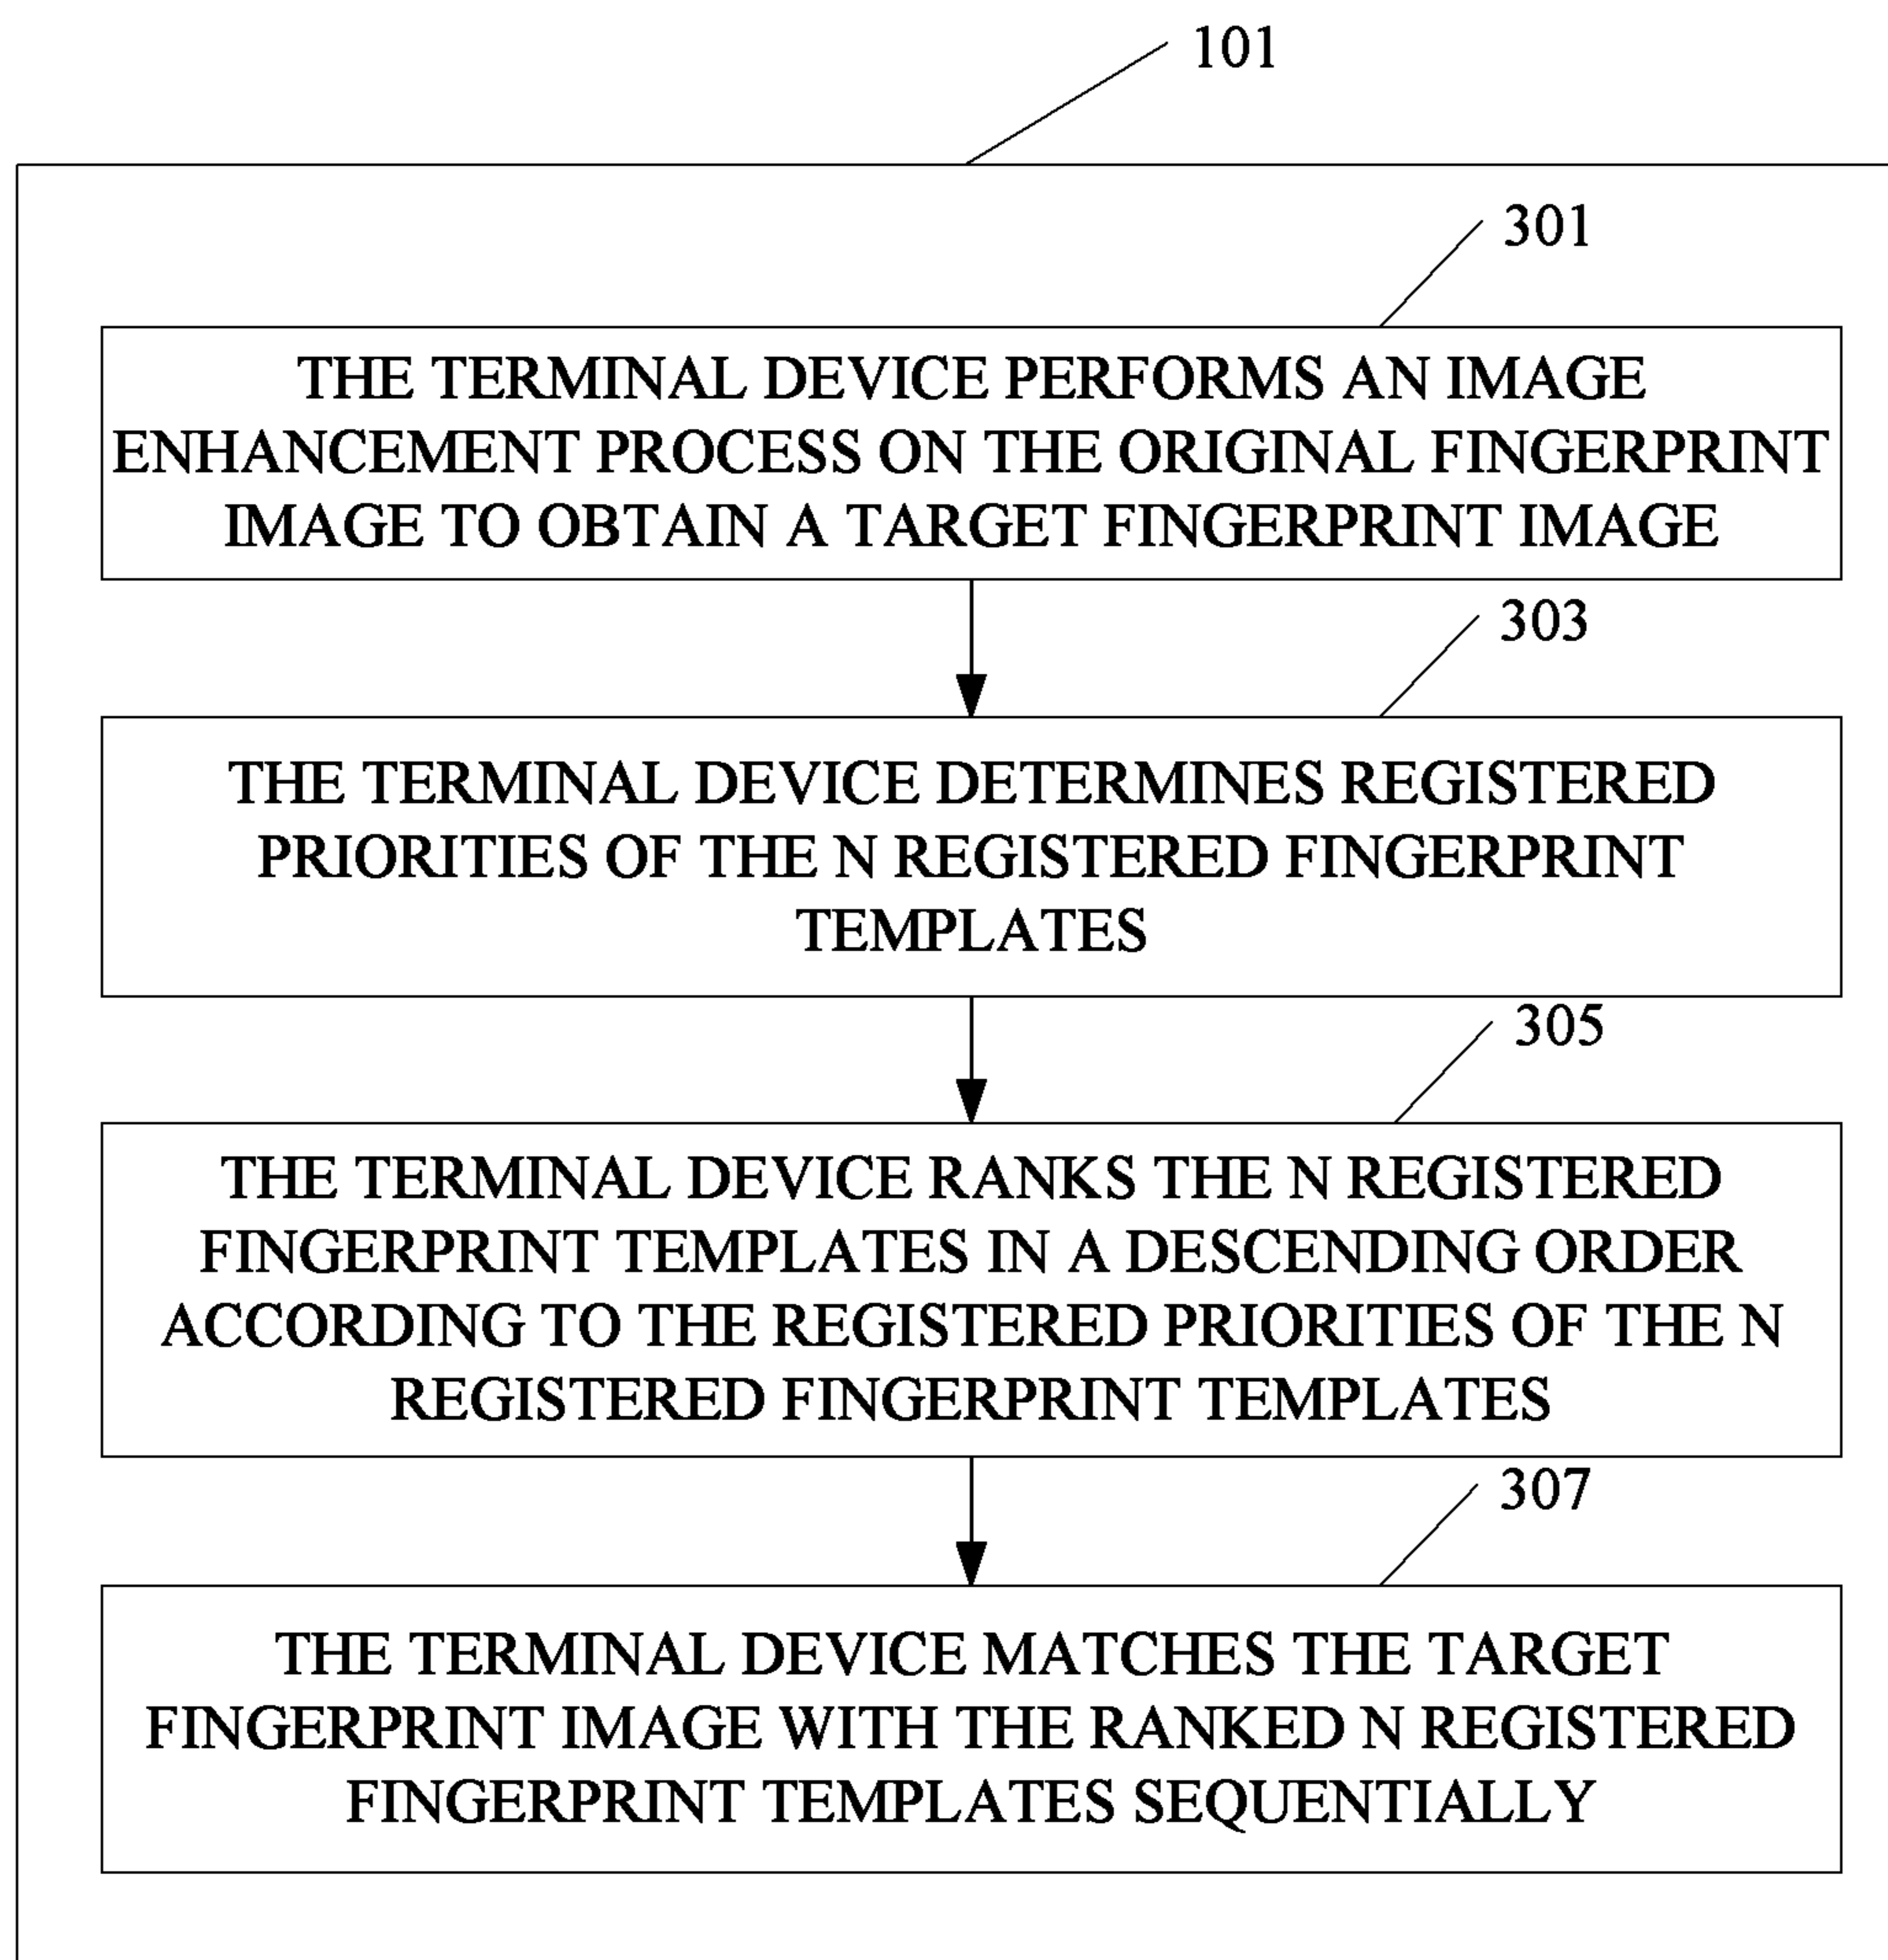 101
301
THE TERMINAL DEVICE PERFORMS AN IMAGE
ENHANCEMENT PROCESS ON THE ORIGINAL FINGERPRINT
IMAGE TO OBTAIN A TARGET FINGERPRINT IMAGE
303
THE TERMINAL DEVICE DETERMINES REGISTERED
PRIORITIES OF THE N REGISTERED FINGERPRINT
TEMPLATES
305
THE TERMINAL DEVICE RANKS THE N REGISTERED
FINGERPRINT TEMPLATES IN A DESCENDING ORDER
ACCORDING TO THE REGISTERED PRIORITIES OF THE N
REGISTERED FINGERPRINT TEMPLATES
307
THE TERMINAL DEVICE MATCHES THE TARGET
FINGERPRINT IMAGE WITH THE RANKED N REGISTERED
FINGERPRINT TEMPLATES SEQUENTIALLY